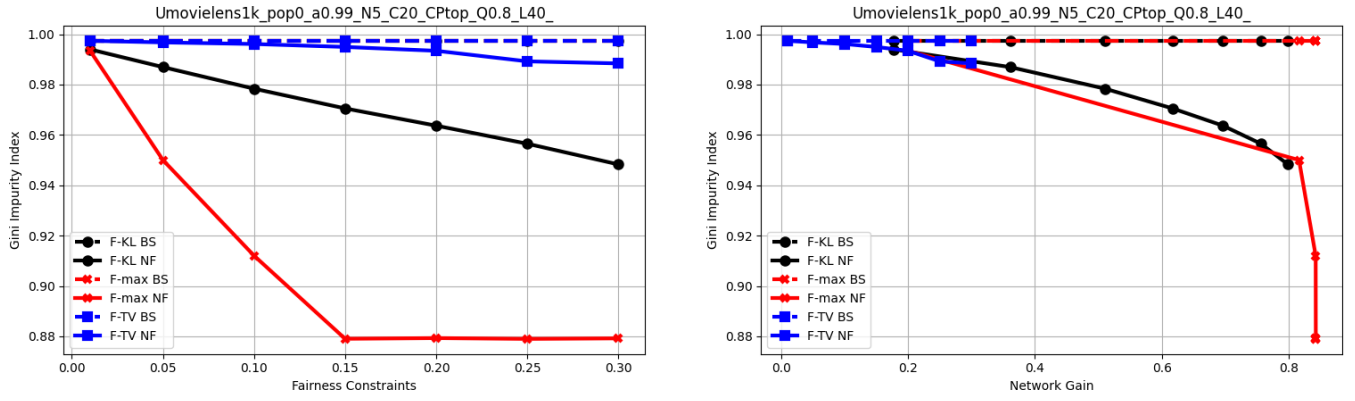 Umovielens1k_pop0_a0.99_N5_C20_CPtop_Q0.8_L40_
Gini Impurity Index
1.00
0.98
0.96
0.94
0.92
0.90
0.88
F-KL BS
F-KL NF
F-max BS
F-max NF
F-TV BS
F-TV NF
0.00 0.05 0.10 0.15 0.20 0.25 0.30
Fairness Constraints
Umovielens1k_pop0_a0.99_N5_C20_CPtop_Q0.8_L40_
Gini Impurity Index
1.00
0.98
0.96
0.94
0.92
0.90
0.88
F-KL BS
F-KL NF
F-max BS
F-max NF
F-TV BS
F-TV NF
0.0 0.2 0.4 0.6 0.8
Network Gain